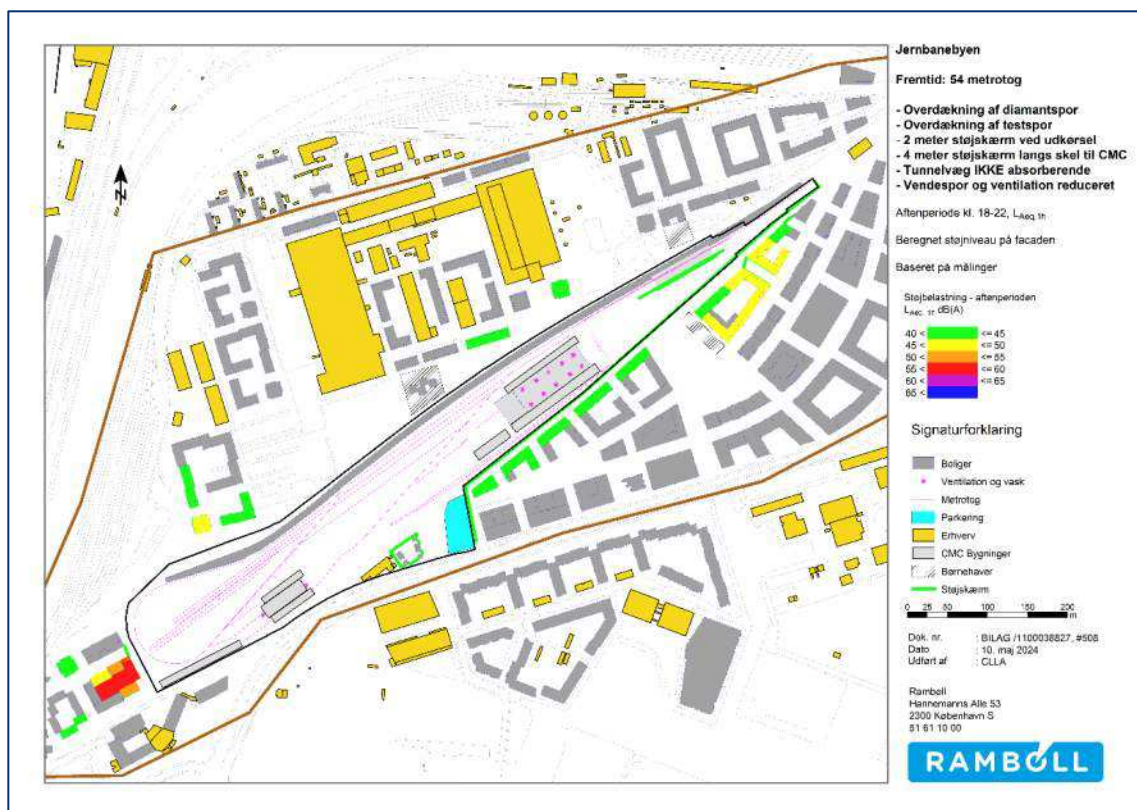 Jernbanebyen
Fremtid: 54 metrotog
- Overdækning af diamantspor
- Overdækning af testspor
- 2 meter støjskærm ved udkørsel
- 4 meter støjskærm langs skel til CMC
- Tunnelvæg IKKE absorberende
- Vendespor og ventilation reduceret
Aftenperiode kl. 18-22, LAeq, 1h
Beregnet støjniveau på facaden
Baseret på målinger
Støjbelastning - aftenperioden
LAeq, 1h dB(A)
40 < <= 45
45 < <= 50
50 < <= 55
55 < <= 60
60 < <= 65
65 <
Signaturforklaring
Boliger
Ventilation og vask
Metrotog
Parkering
Erhverv
CMC Bygninger
Børnehaver
Støjskærm
0 25 50 100 150 200
m
Dok. nr. : BILAG /1100038827, #508
Dato : 10. maj 2024
Udført af : CLLA
Rambøll
Hannemanns Alle 53
2300 København S
51 61 10 00
RAMBOLL
N